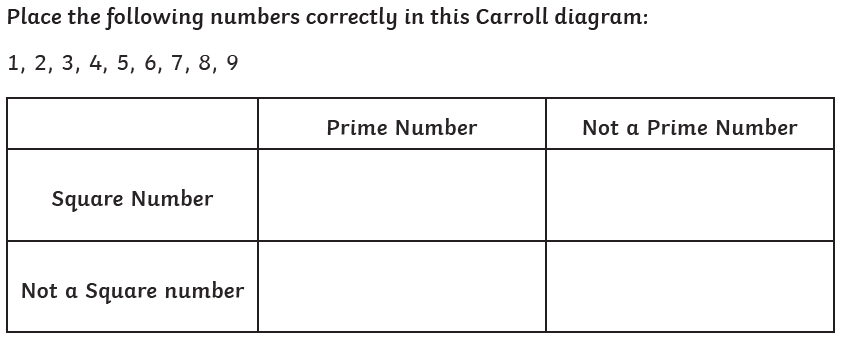 Place the following numbers correctly in this Carroll diagram:
1, 2, 3, 4, 5, 6, 7, 8, 9
Prime Number
Not a Prime Number
Square Number
Not a Square number